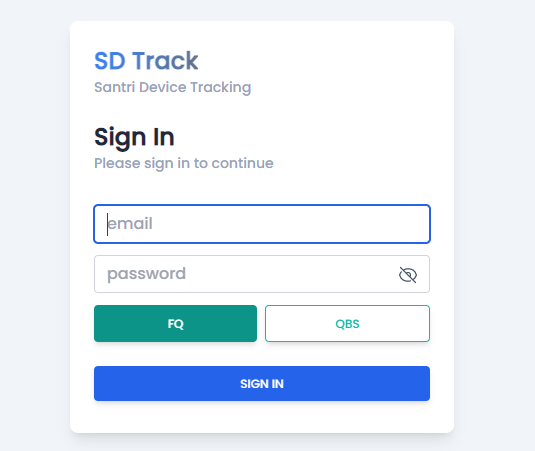 SD Track
Santri Device Tracking
Sign In
Please sign in to continue
email
password
FQ
QBS
SIGN IN